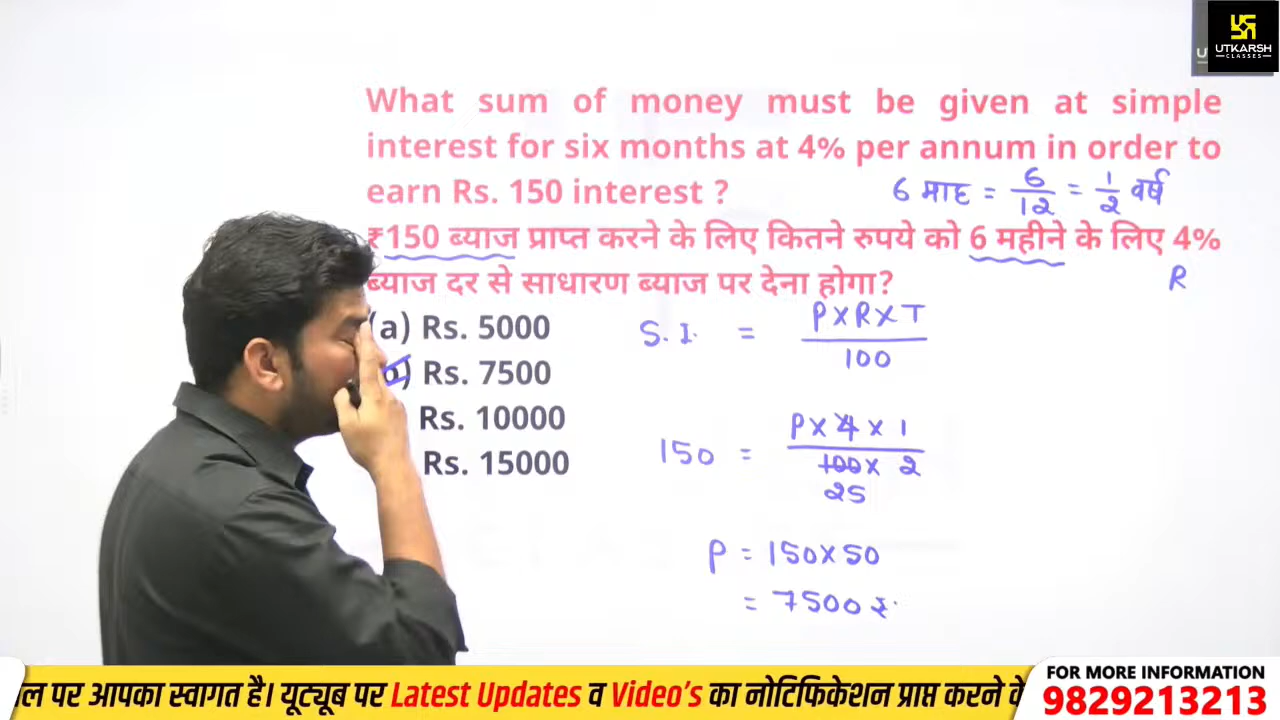 UTKARSH
CLASSES
What sum of money must be given at simple
interest for six months at 4% per annum in order to
earn Rs. 150 interest ?
6 माह = 6/12 = 1/2 वर्ष
₹150 ब्याज प्राप्त करने के लिए कितने रुपये को 6 महीने के लिए 4%
ब्याज दर से साधारण ब्याज पर देना होगा?
R
(a) Rs. 5000
S.I. = P×R×T / 100
b) Rs. 7500
Rs. 10000
150 = P×4×1 / 100×2
25
Rs. 15000
P = 150×50
= 7500 रु.
पर आपका स्वागत है। यूट्यूब पर Latest Updates व Video's का नोटिफिकेशन प्राप्त करने के
FOR MORE INFORMATION
9829213213